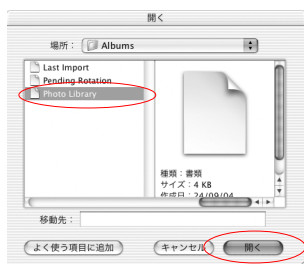 開く
場所：
Albums
Last Import
Pending Rotation
Photo Library
種類：書類
サイズ：4 KB
作成日：24/09/04
移動先：
よく使う項目に追加
キャンセル
開く